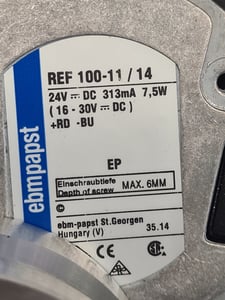 ebmpapst
REF 100-11 / 14
24V ⎓ DC 313mA 7,5W
(16 - 30V ⎓ DC)
+RD -BU
EP
Einschraubtiefe
Depth of screw MAX. 6MM
©
ebm-papst St.Georgen
Hungary (V) 35.14
CE